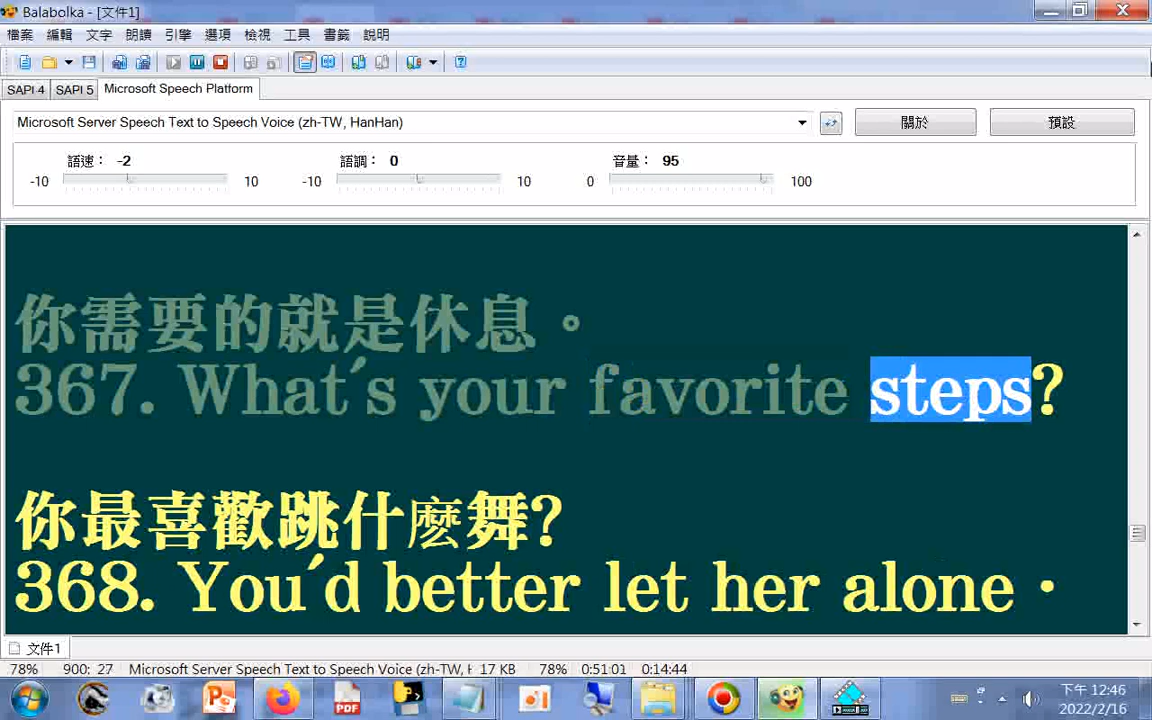 Balabolka - [文件1]
檔案 編輯 文字 朗讀 引擎 選項 檢視 工具 書籤 說明
SAPI 4 SAPI 5 Microsoft Speech Platform
Microsoft Server Speech Text to Speech Voice (zh-TW, HanHan) 關於 預設
語速： -2 語調： 0 音量： 95
-10 10 -10 10 0 100
你需要的就是休息。
367. What's your favorite steps?
你最喜歡跳什麼舞?
368. You'd better let her alone．
文件1
78% 900: 27 Microsoft Server Speech Text to Speech Voice (zh-TW, H 17 KB 78% 0:51:01 0:14:44
下午 12:46
2022/2/16